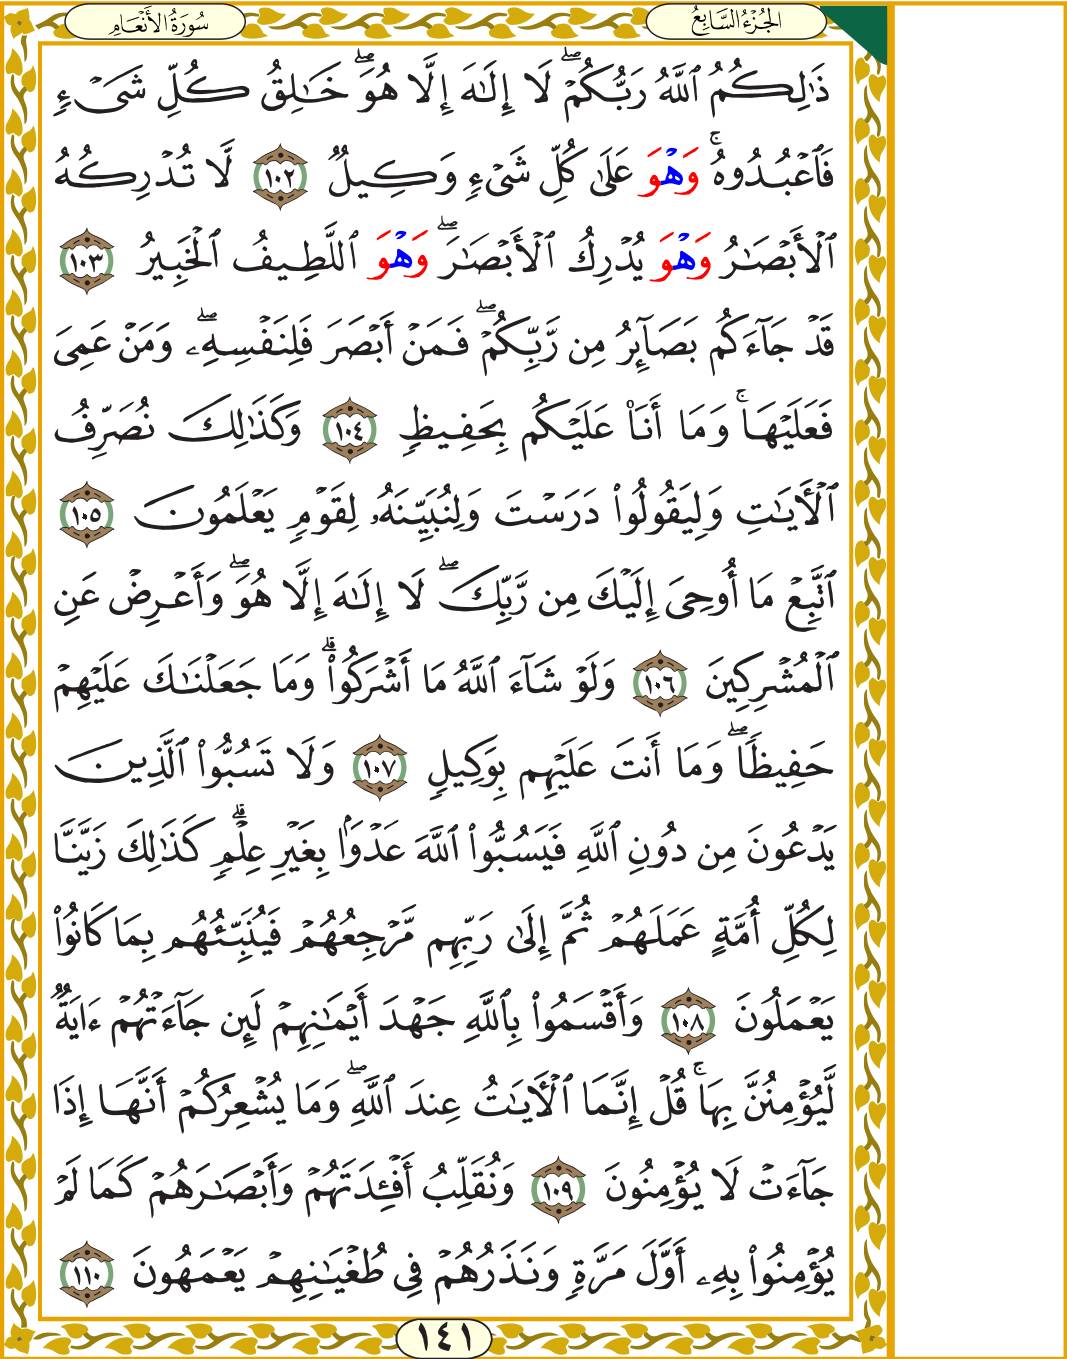 الجُزْءُ السَّابِعُ
سُورَةُ الأَنْعَامِ
ذَٰلِكُمُ ٱللَّهُ رَبُّكُمْۖ لَآ إِلَٰهَ إِلَّا هُوَۖ خَٰلِقُ كُلِّ شَىْءٍ
فَٱعْبُدُوهُۚ وَهْوَ عَلَىٰ كُلِّ شَىْءٍ وَكِيلٌ ١٠٢ لَّا تُدْرِكُهُ
ٱلْأَبْصَٰرُ وَهْوَ يُدْرِكُ ٱلْأَبْصَٰرَۖ وَهْوَ ٱللَّطِيفُ ٱلْخَبِيرُ ١٠٣
قَدْ جَآءَكُم بَصَآئِرُ مِن رَّبِّكُمْۖ فَمَنْ أَبْصَرَ فَلِنَفْسِهِۦۖ وَمَنْ عَمِىَ
فَعَلَيْهَاۚ وَمَآ أَنَا۠ عَلَيْكُم بِحَفِيظٍ ١٠٤ وَكَذَٰلِكَ نُصَرِّفُ
ٱلْأَيَٰتِ وَلِيَقُولُوا۟ دَرَسْتَ وَلِنُبَيِّنَهُۥ لِقَوْمٍ يَعْلَمُونَ ١٠٥
ٱتَّبِعْ مَآ أُوحِىَ إِلَيْكَ مِن رَّبِّكَۖ لَآ إِلَٰهَ إِلَّا هُوَۖ وَأَعْرِضْ عَنِ
ٱلْمُشْرِكِينَ ١٠٦ وَلَوْ شَآءَ ٱللَّهُ مَآ أَشْرَكُوا۟ۗ وَمَا جَعَلْنَٰكَ عَلَيْهِمْ
حَفِيظًاۖ وَمَآ أَنتَ عَلَيْهِم بِوَكِيلٍ ١٠٧ وَلَا تَسُبُّوا۟ ٱلَّذِينَ
يَدْعُونَ مِن دُونِ ٱللَّهِ فَيَسُبُّوا۟ ٱللَّهَ عَدْوًۢا بِغَيْرِ عِلْمٍۗ كَذَٰلِكَ زَيَّنَّا
لِكُلِّ أُمَّةٍ عَمَلَهُمْ ثُمَّ إِلَىٰ رَبِّهِم مَّرْجِعُهُمْ فَيُنَبِّئُهُم بِمَا كَانُوا۟
يَعْمَلُونَ ١٠٨ وَأَقْسَمُوا۟ بِٱللَّهِ جَهْدَ أَيْمَٰنِهِمْ لَئِن جَآءَتْهُمْ ءَايَةٌ
لَّيُؤْمِنُنَّ بِهَاۚ قُلْ إِنَّمَا ٱلْأَيَٰتُ عِندَ ٱللَّهِۖ وَمَا يُشْعِرُكُمْ أَنَّهَآ إِذَا
جَآءَتْ لَا يُؤْمِنُونَ ١٠٩ وَنُقَلِّبُ أَفْـِٔدَتَهُمْ وَأَبْصَٰرَهُمْ كَمَا لَمْ
يُؤْمِنُوا۟ بِهِۦٓ أَوَّلَ مَرَّةٍ وَنَذَرُهُمْ فِى طُغْيَٰنِهِمْ يَعْمَهُونَ ١١٠
١٤١